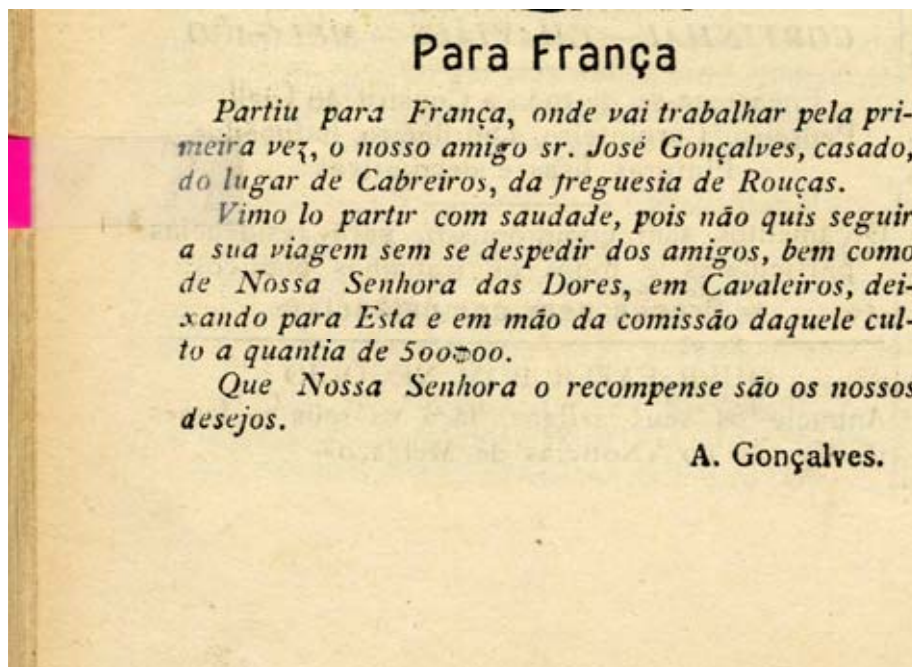 Para França
Partiu para França, onde vai trabalhar pela pri-
meira vez, o nosso amigo sr. José Gonçalves, casado,
do lugar de Cabreiros, da freguesia de Rouças.
Vimo lo partir com saudade, pois não quis seguir
a sua viagem sem se despedir dos amigos, bem como
de Nossa Senhora das Dores, em Cavaleiros, dei-
xando para Esta e em mão da comissão daquele cul-
to a quantia de 500$00.
Que Nossa Senhora o recompense são os nossos
desejos.
A. Gonçalves.